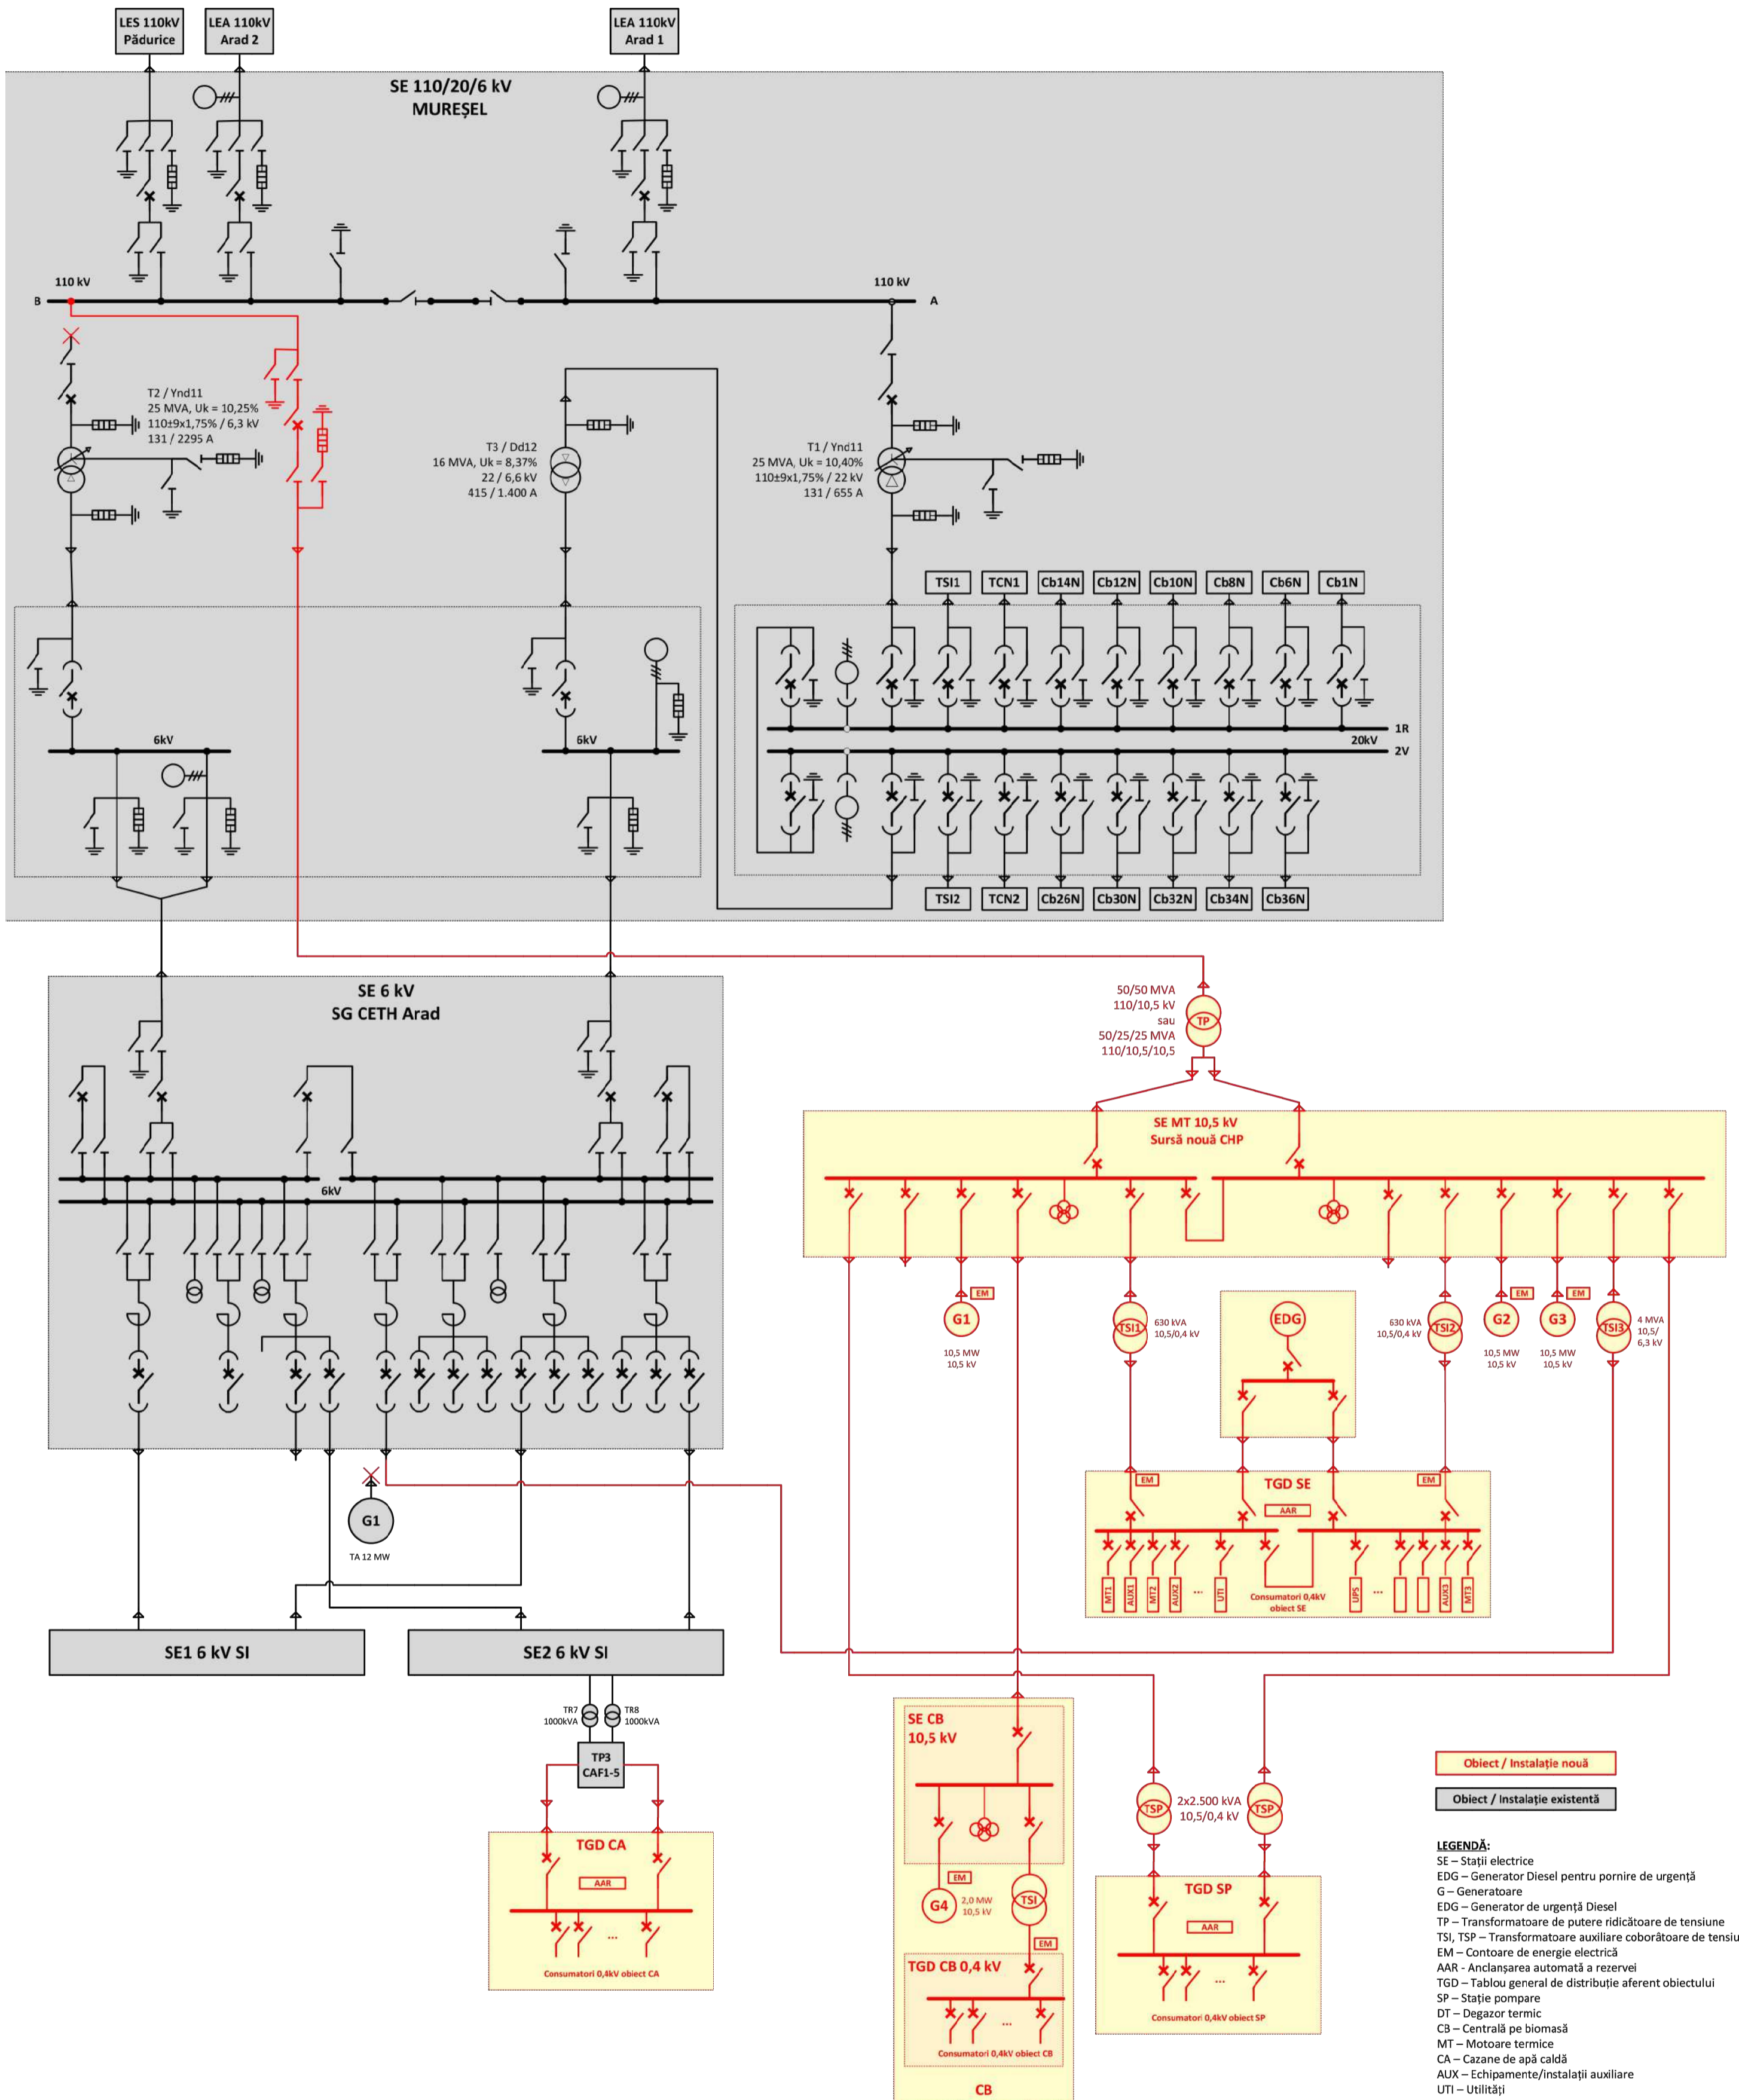 LES 110kV
Pădurice
LEA 110kV
Arad 2
LEA 110kV
Arad 1
SE 110/20/6 kV
MUREȘEL
110 kV
B
110 kV
A
T2 / Ynd11
25 MVA, Uk = 10,25%
110±9x1,75% / 6,3 kV
131 / 2295 A
T3 / Dd12
16 MVA, Uk = 8,37%
22 / 6,6 kV
415 / 1.400 A
T1 / Ynd11
25 MVA, Uk = 10,40%
110±9x1,75% / 22 kV
131 / 655 A
TSI1
TCN1
Cb14N
Cb12N
Cb10N
Cb8N
Cb6N
Cb1N
6kV
6kV
1R
20kV
2V
TSI2
TCN2
Cb26N
Cb30N
Cb32N
Cb34N
Cb36N
SE 6 kV
SG CETH Arad
6kV
50/50 MVA
110/10,5 kV
sau
50/25/25 MVA
110/10,5/10,5
TP
SE MT 10,5 kV
Sursă nouă CHP
EM
G1
10,5 MW
10,5 kV
TSI1
630 kVA
10,5/0,4 kV
EDG
630 kVA
10,5/0,4 kV
TSI2
EM
G2
10,5 MW
10,5 kV
EM
G3
10,5 MW
10,5 kV
TSI3
4 MVA
10,5/
6,3 kV
G1
TA 12 MW
EM
TGD SE
EM
AAR
MT1
AUX1
MT2
AUX2
...
UTI
Consumatori 0,4kV
obiect SE
UPS
...
AUX3
MT3
SE1 6 kV SI
SE2 6 kV SI
TR7
1000kVA
TR8
1000kVA
TP3
CAF1-5
TGD CA
AAR
...
Consumatori 0,4kV obiect CA
SE CB
10,5 kV
EM
G4
2,0 MW
10,5 kV
TSI
EM
TGD CB 0,4 kV
...
Consumatori 0,4kV obiect CB
CB
TSP
2x2.500 kVA
10,5/0,4 kV
TSP
TGD SP
AAR
...
Consumatori 0,4kV obiect SP
Obiect / Instalație nouă
Obiect / Instalație existentă
LEGENDĂ:
SE – Stații electrice
EDG – Generator Diesel pentru pornire de urgență
G – Generatoare
EDG – Generator de urgență Diesel
TP – Transformatoare de putere ridicătoare de tensiune
TSI, TSP – Transformatoare auxiliare coborâtoare de tensiu
EM – Contoare de energie electrică
AAR - Anclanșarea automată a rezervei
TGD – Tablou general de distribuție aferent obiectului
SP – Stație pompare
DT – Degazor termic
CB – Centrală pe biomasă
MT – Motoare termice
CA – Cazane de apă caldă
AUX – Echipamente/instalații auxiliare
UTI – Utilități